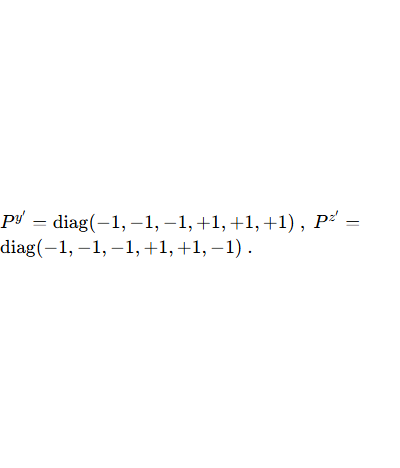 P^{y'} = diag(−1, −1, −1, +1, +1, +1) , P^{z'} =
diag(−1, −1, −1, +1, +1, −1) .